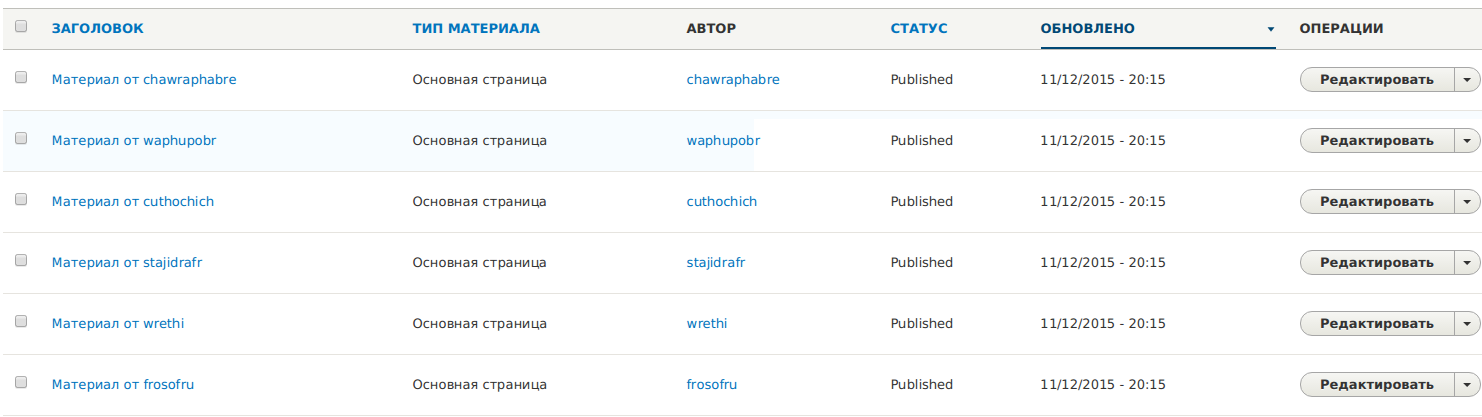 ЗАГОЛОВОК ТИП МАТЕРИАЛА АВТОР СТАТУС ОБНОВЛЕНО ОПЕРАЦИИ
Материал от chawraphabre Основная страница chawraphabre Published 11/12/2015 - 20:15 Редактировать
Материал от waphupobr Основная страница waphupobr Published 11/12/2015 - 20:15 Редактировать
Материал от cuthochich Основная страница cuthochich Published 11/12/2015 - 20:15 Редактировать
Материал от stajidrafr Основная страница stajidrafr Published 11/12/2015 - 20:15 Редактировать
Материал от wrethi Основная страница wrethi Published 11/12/2015 - 20:15 Редактировать
Материал от frosofru Основная страница frosofru Published 11/12/2015 - 20:15 Редактировать